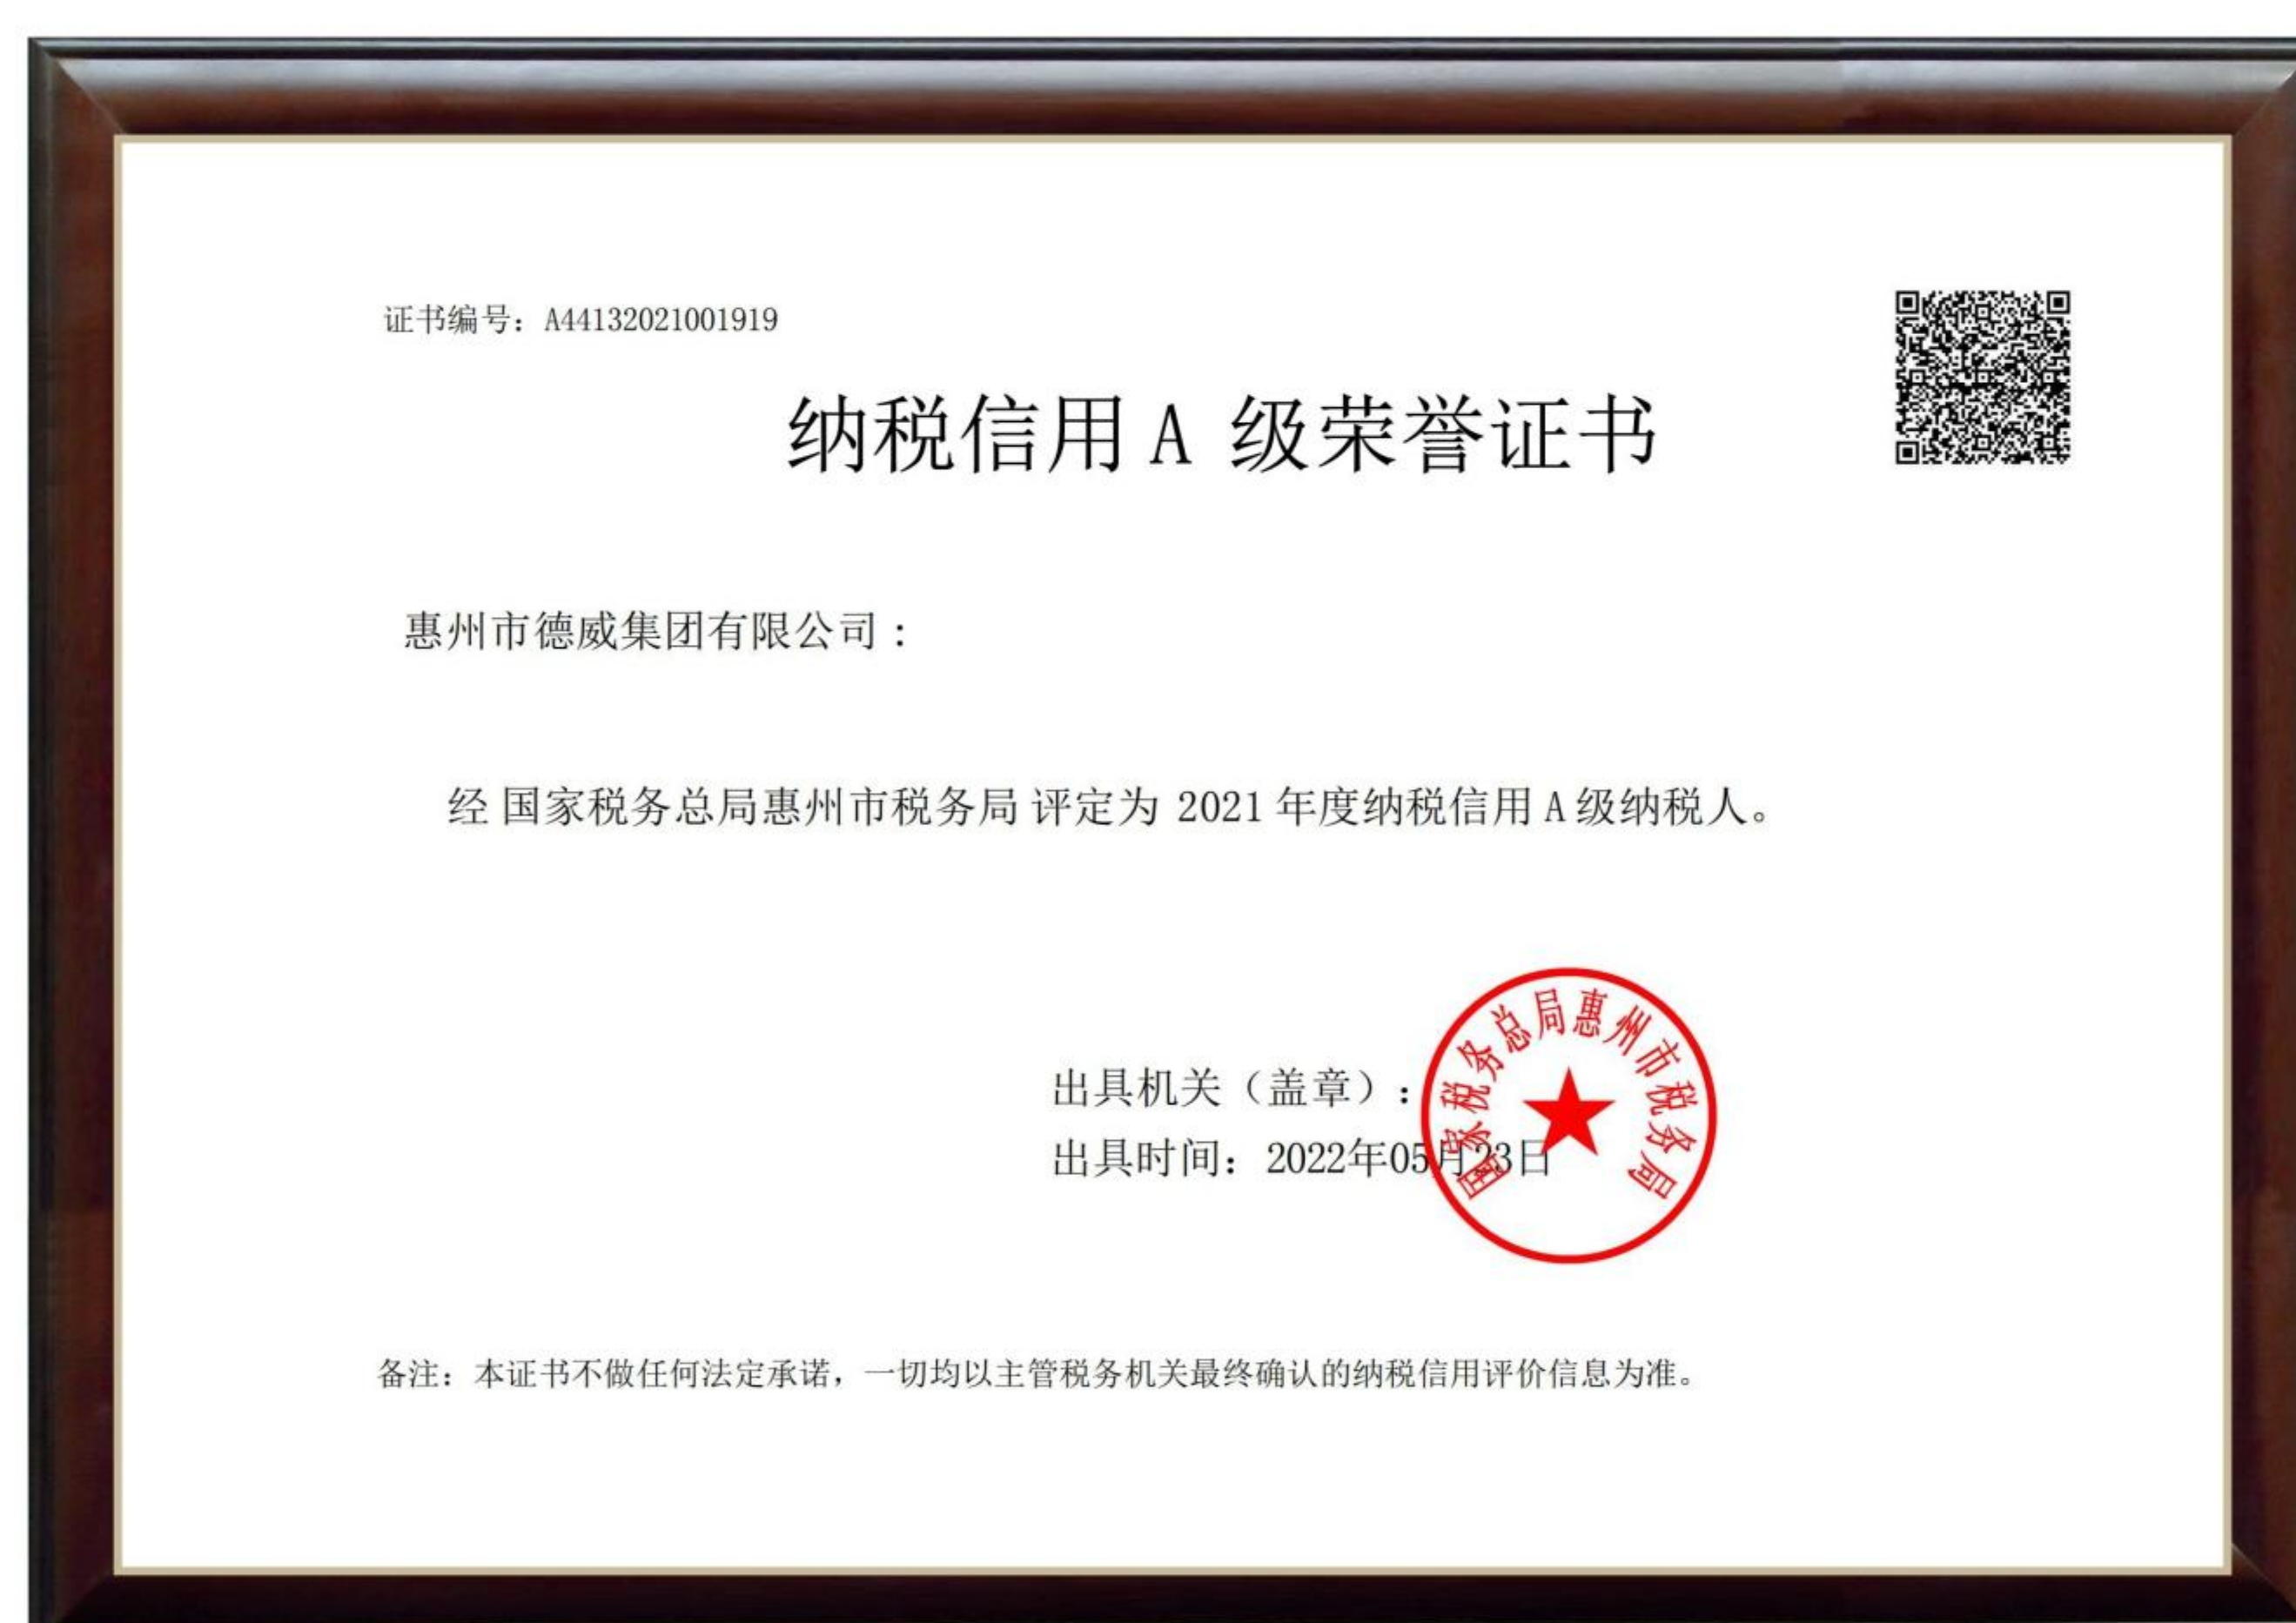 证书编号：A44132021001919
纳税信用 A 级荣誉证书
惠州市德威集团有限公司：
经 国家税务总局惠州市税务局 评定为 2021 年度纳税信用 A 级纳税人。
国家税务总局惠州市税务局
出具机关（盖章）：
出具时间：2022年05月23日
备注：本证书不做任何法定承诺，一切均以主管税务机关最终确认的纳税信用评价信息为准。